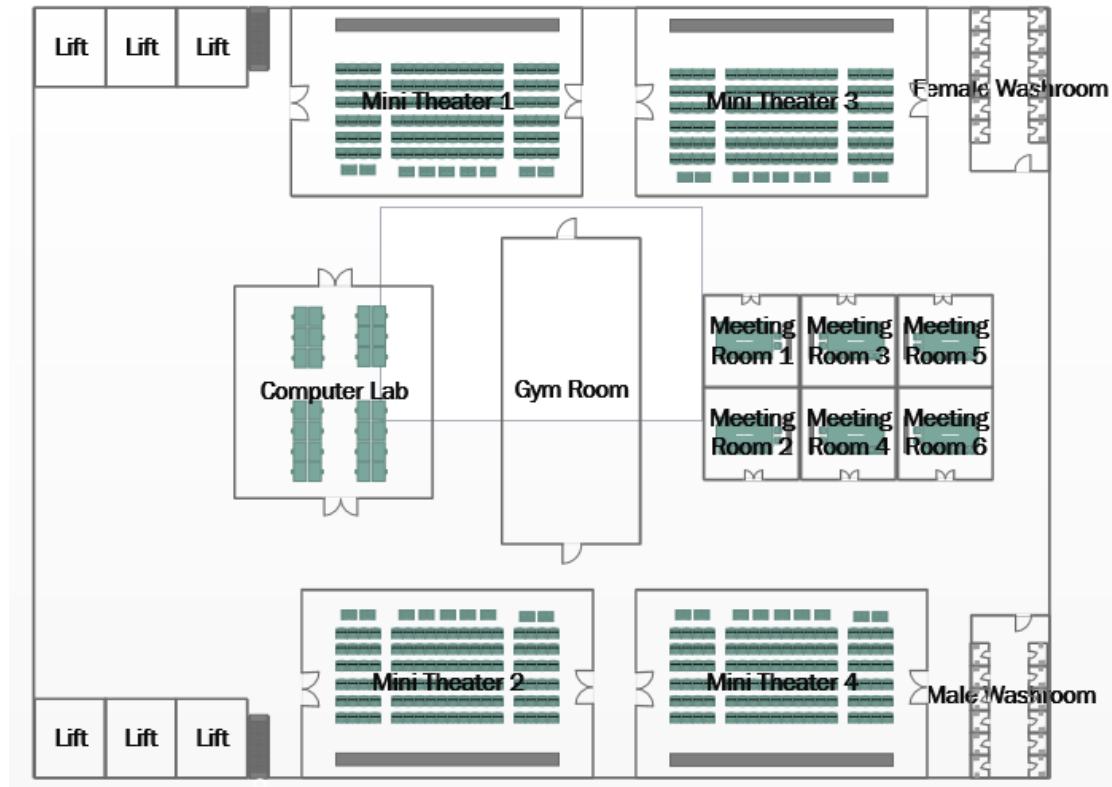 Lift
Lift
Lift
Mini Theater 1
Mini Theater 3
Female Washroom
Computer Lab
Gym Room
Meeting
Room 1
Meeting
Room 3
Meeting
Room 5
Meeting
Room 2
Meeting
Room 4
Meeting
Room 6
Mini Theater 2
Mini Theater 4
Male Washroom
Lift
Lift
Lift